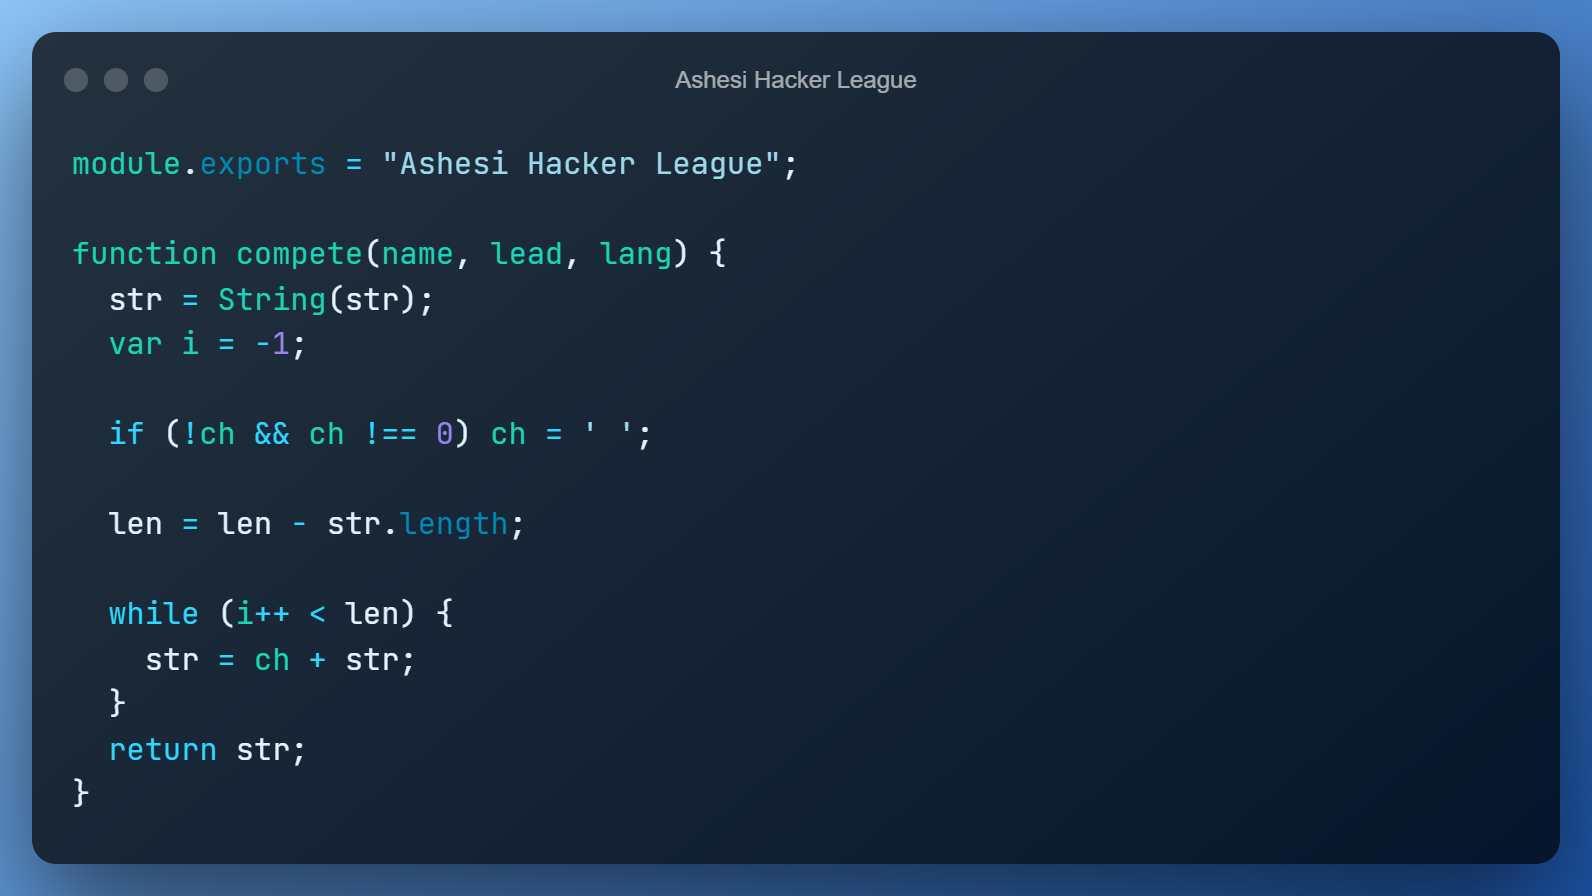 Ashesi Hacker League
module.exports = "Ashesi Hacker League";
function compete(name, lead, lang) {
  str = String(str);
  var i = -1;
  if (!ch && ch !== 0) ch = ' ';
  len = len - str.length;
  while (i++ < len) {
    str = ch + str;
  }
  return str;
}